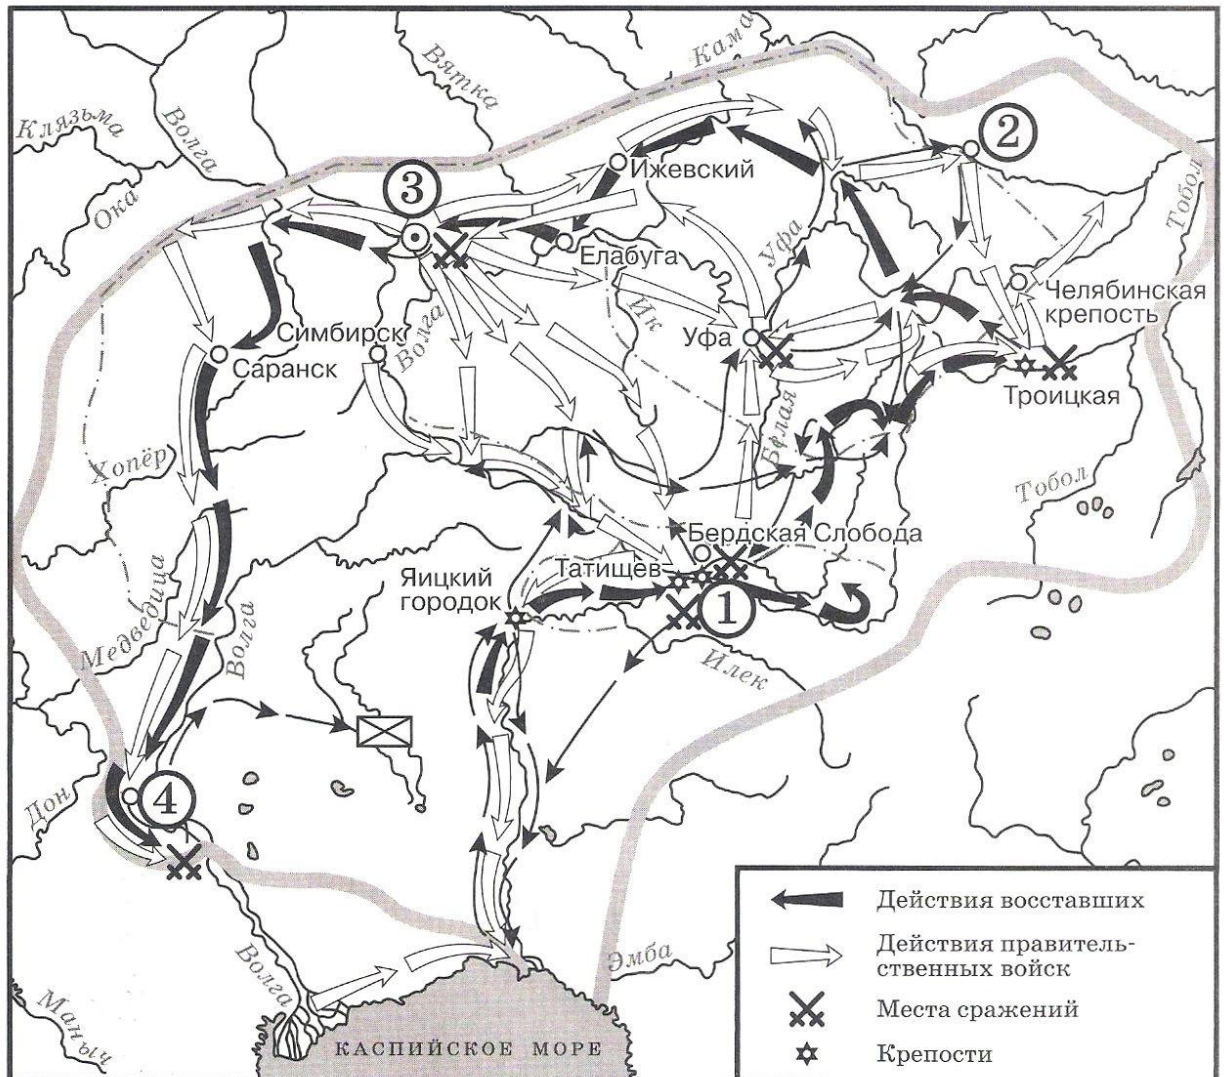 Кама
Вятка
Клязьма
Волга
2
Ижевский
Тобол
Ока
3
Елабуга
Уфа
Челябинская
крепость
Ик
Волга
Симбирск
Уфа
Саранск
Троицкая
Белая
Хопёр
Тобол
Бердская Слобода
Татищев
Яицкий
городок
1
Медведица
Волга
Илек
Дон
4
Действия восставших
Действия правитель-
ственных войск
Места сражений
Крепости
Эмба
Волга
Маныч
КАСПИЙСКОЕ МОРЕ